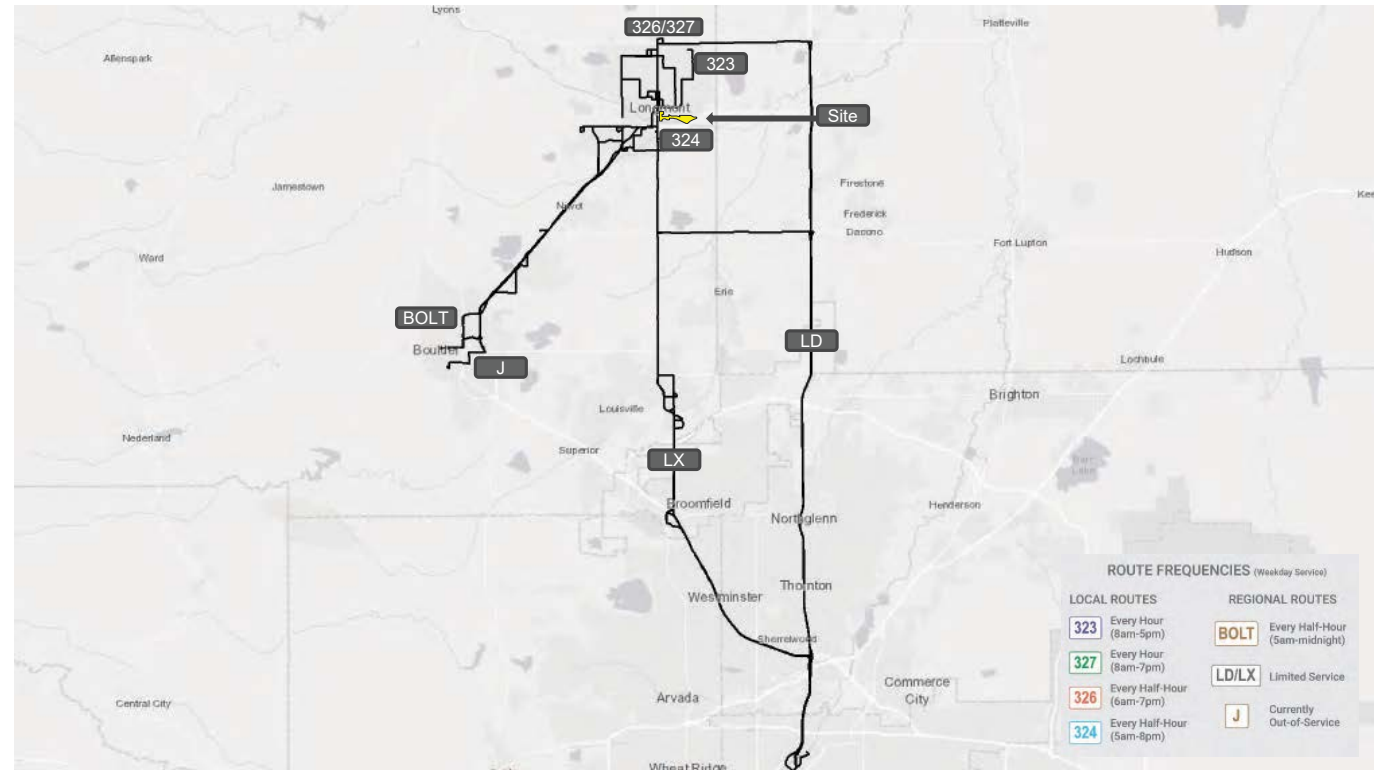 Lyons
Platteville
326/327
Allenspark
323
Longmont
Site
324
Jamestown
Firestone
Niwot
Frederick
Dacono
Fort Lupton
Hudson
Ward
Erie
BOLT
LD
Boulder
J
Lochbuie
Brighton
Louisville
Nederland
Superior
LX
Broomfield
Henderson
Northglenn
Thornton
Westminster
Sherrelwood
Commerce
City
Arvada
Central City
Wheat Ridge
ROUTE FREQUENCIES (Weekday Service)
LOCAL ROUTES
323 Every Hour
(8am-5pm)
327 Every Hour
(8am-7pm)
326 Every Half-Hour
(6am-7pm)
324 Every Half-Hour
(5am-8pm)
REGIONAL ROUTES
BOLT Every Half-Hour
(5am-midnight)
LD/LX Limited Service
J Currently
Out-of-Service